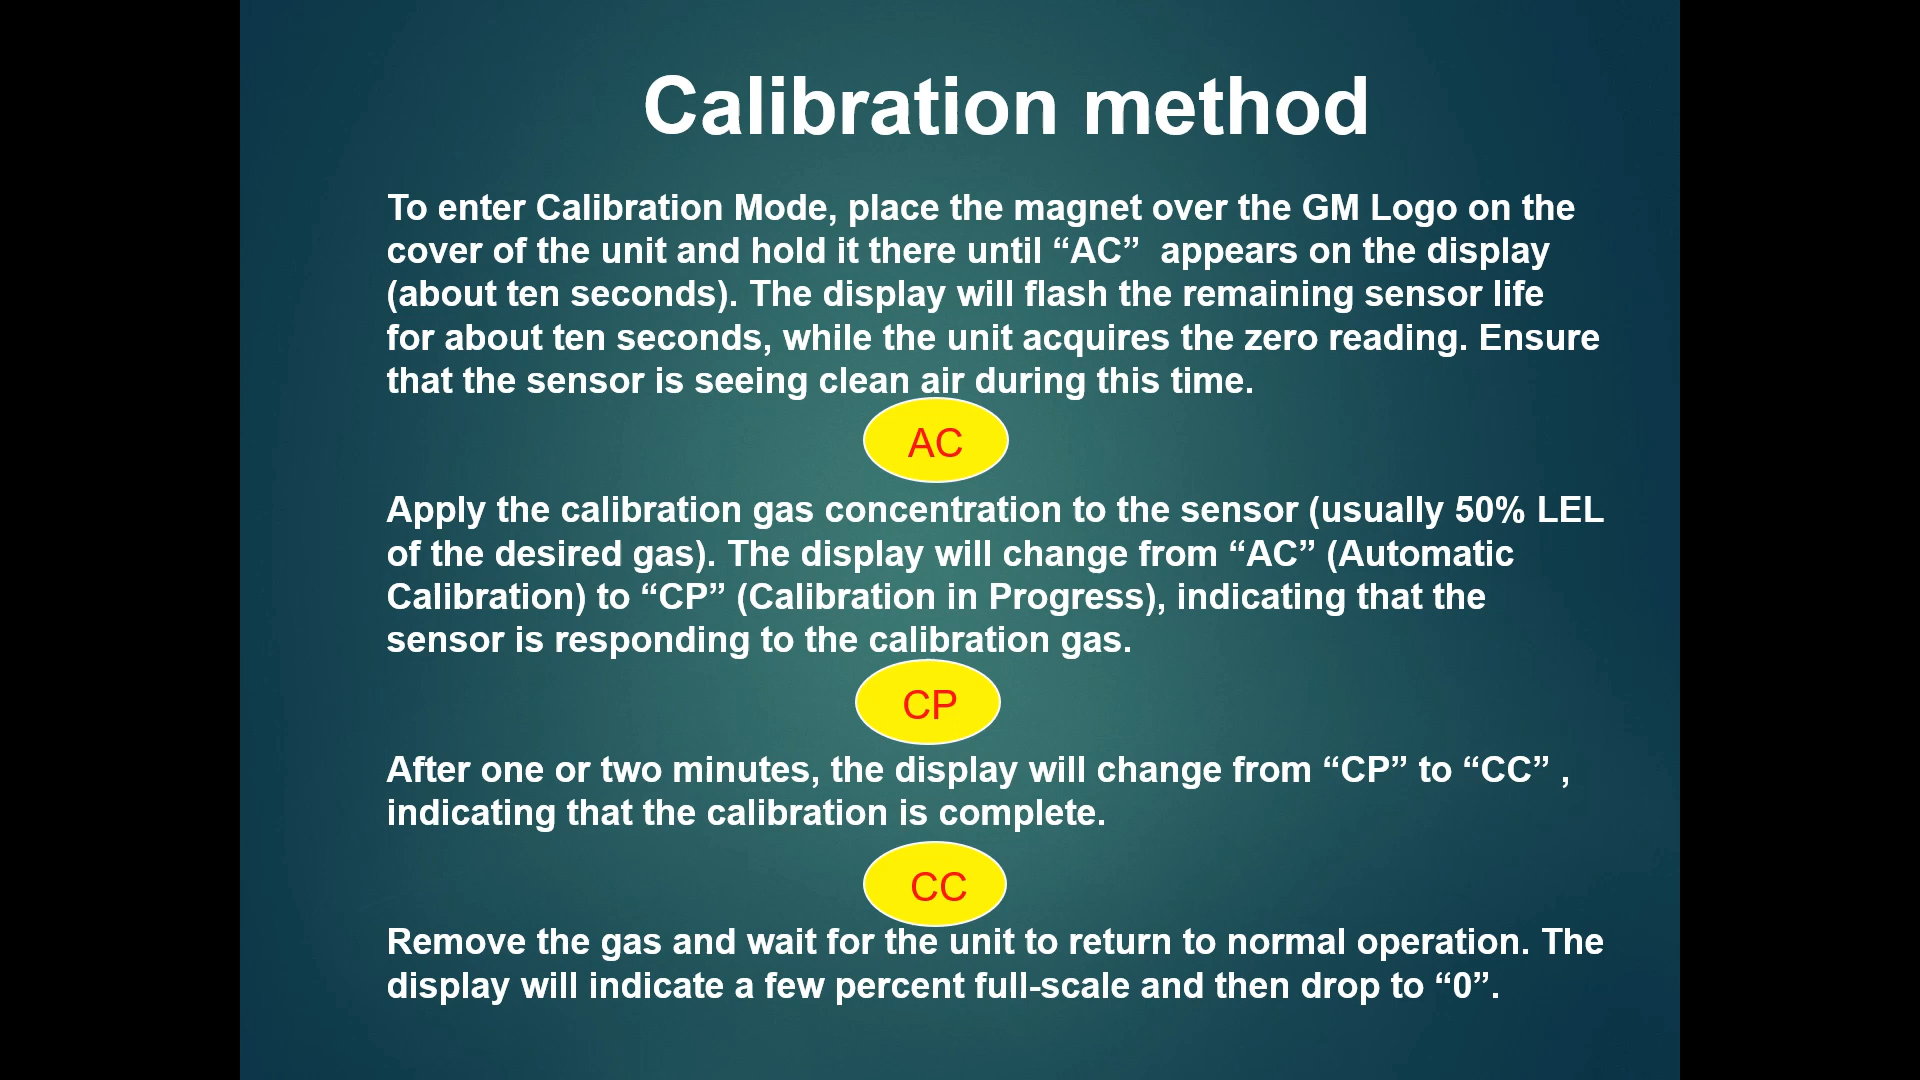 Calibration method
To enter Calibration Mode, place the magnet over the GM Logo on the
cover of the unit and hold it there until “AC”  appears on the display
(about ten seconds). The display will flash the remaining sensor life
for about ten seconds, while the unit acquires the zero reading. Ensure
that the sensor is seeing clean air during this time.
AC
Apply the calibration gas concentration to the sensor (usually 50% LEL
of the desired gas). The display will change from “AC” (Automatic
Calibration) to “CP” (Calibration in Progress), indicating that the
sensor is responding to the calibration gas.
CP
After one or two minutes, the display will change from “CP” to “CC” ,
indicating that the calibration is complete.
CC
Remove the gas and wait for the unit to return to normal operation. The
display will indicate a few percent full-scale and then drop to “0”.